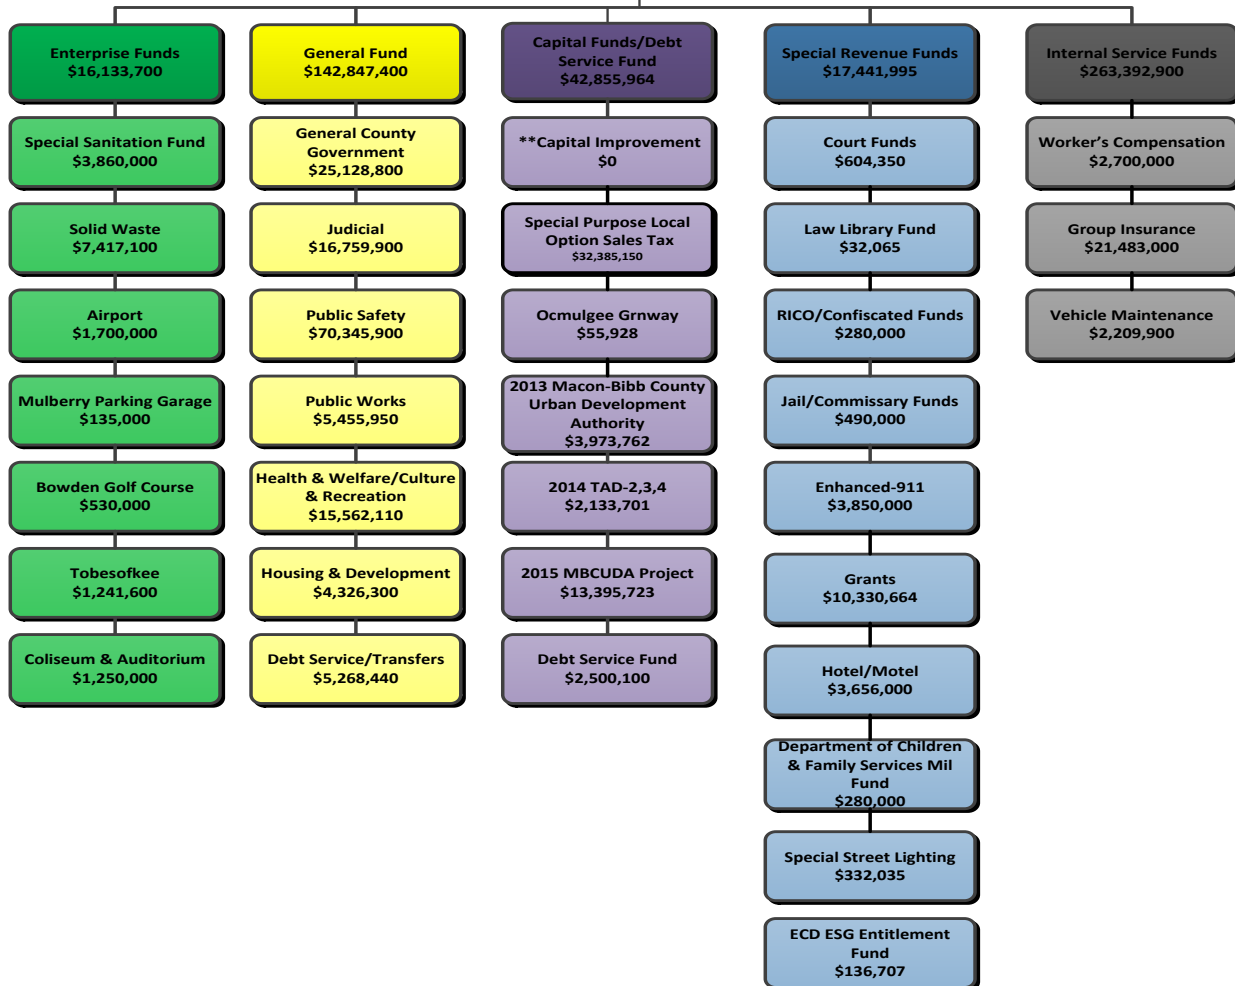 Enterprise Funds
$16,133,700
Special Sanitation Fund
$3,860,000
Solid Waste
$7,417,100
Airport
$1,700,000
Mulberry Parking Garage
$135,000
Bowden Golf Course
$530,000
Tobesofkee
$1,241,600
Coliseum & Auditorium
$1,250,000
General Fund
$142,847,400
General County
Government
$25,128,800
Judicial
$16,759,900
Public Safety
$70,345,900
Public Works
$5,455,950
Health & Welfare/Culture
& Recreation
$15,562,110
Housing & Development
$4,326,300
Debt Service/Transfers
$5,268,440
Capital Funds/Debt
Service Fund
$42,855,964
**Capital Improvement
$0
Special Purpose Local
Option Sales Tax
$32,385,150
Ocmulgee Grnway
$55,928
2013 Macon-Bibb County
Urban Development
Authority
$3,973,762
2014 TAD-2,3,4
$2,133,701
2015 MBCUDA Project
$13,395,723
Debt Service Fund
$2,500,100
Special Revenue Funds
$17,441,995
Court Funds
$604,350
Law Library Fund
$32,065
RICO/Confiscated Funds
$280,000
Jail/Commissary Funds
$490,000
Enhanced-911
$3,850,000
Grants
$10,330,664
Hotel/Motel
$3,656,000
Department of Children
& Family Services Mil
Fund
$280,000
Special Street Lighting
$332,035
ECD ESG Entitlement
Fund
$136,707
Internal Service Funds
$263,392,900
Worker's Compensation
$2,700,000
Group Insurance
$21,483,000
Vehicle Maintenance
$2,209,900